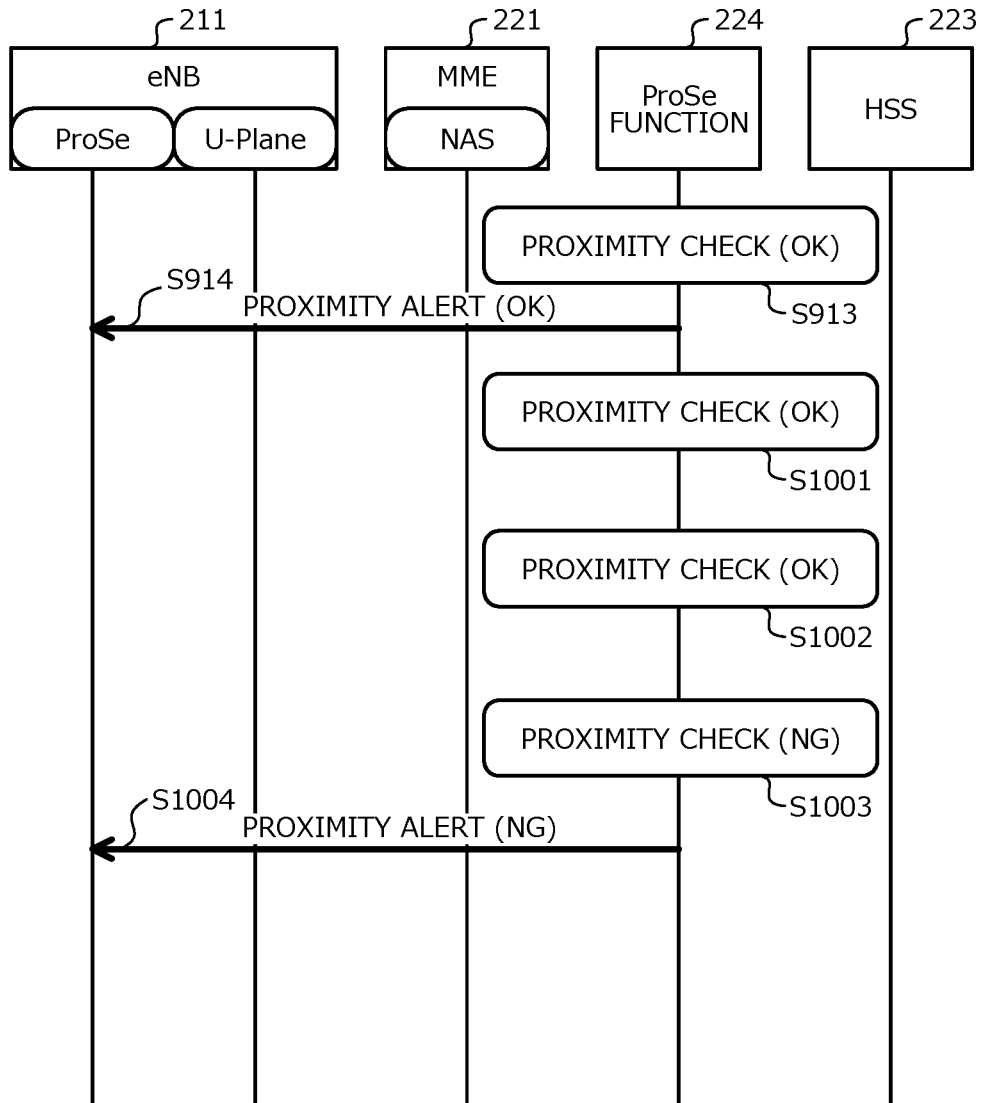 211
221
224
223
eNB
ProSe
U-Plane
MME
NAS
ProSe
FUNCTION
HSS
PROXIMITY CHECK (OK)
S913
S914
PROXIMITY ALERT (OK)
PROXIMITY CHECK (OK)
S1001
PROXIMITY CHECK (OK)
S1002
PROXIMITY CHECK (NG)
S1003
S1004
PROXIMITY ALERT (NG)